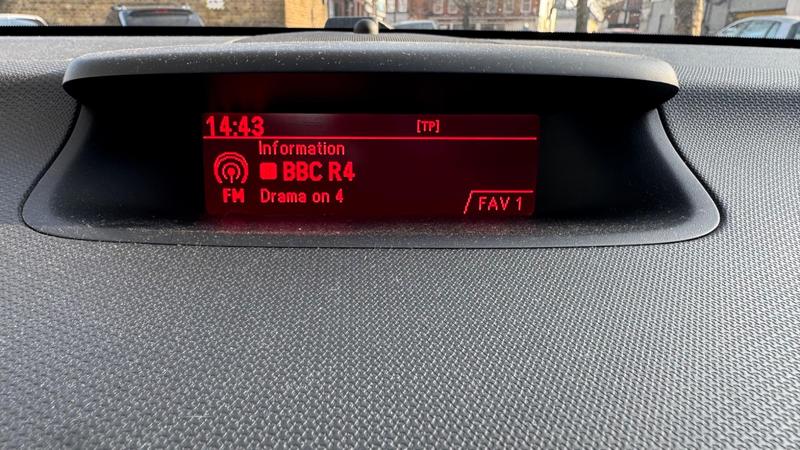 14:43 [TP]
Information
BBC R4
FM Drama on 4
FAV 1